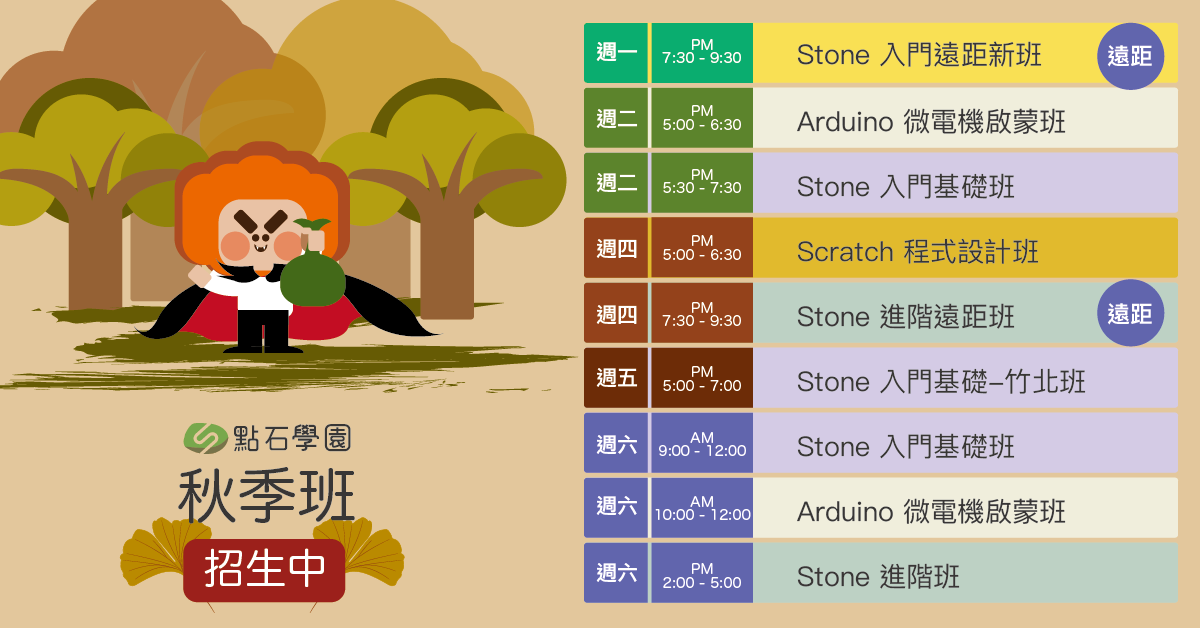 點石學園
秋季班
招生中
週一 PM 7:30 - 9:30 Stone 入門遠距新班 遠距
週二 PM 5:00 - 6:30 Arduino 微電機啟蒙班
週二 PM 5:30 - 7:30 Stone 入門基礎班
週四 PM 5:00 - 6:30 Scratch 程式設計班
週四 PM 7:30 - 9:30 Stone 進階遠距班 遠距
週五 PM 5:00 - 7:00 Stone 入門基礎-竹北班
週六 AM 9:00 - 12:00 Stone 入門基礎班
週六 AM 10:00 - 12:00 Arduino 微電機啟蒙班
週六 PM 2:00 - 5:00 Stone 進階班